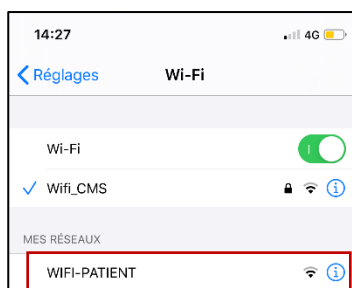 14:27 4G
Réglages Wi-Fi
Wi-Fi
Wifi_CMS
MES RÉSEAUX
WIFI-PATIENT